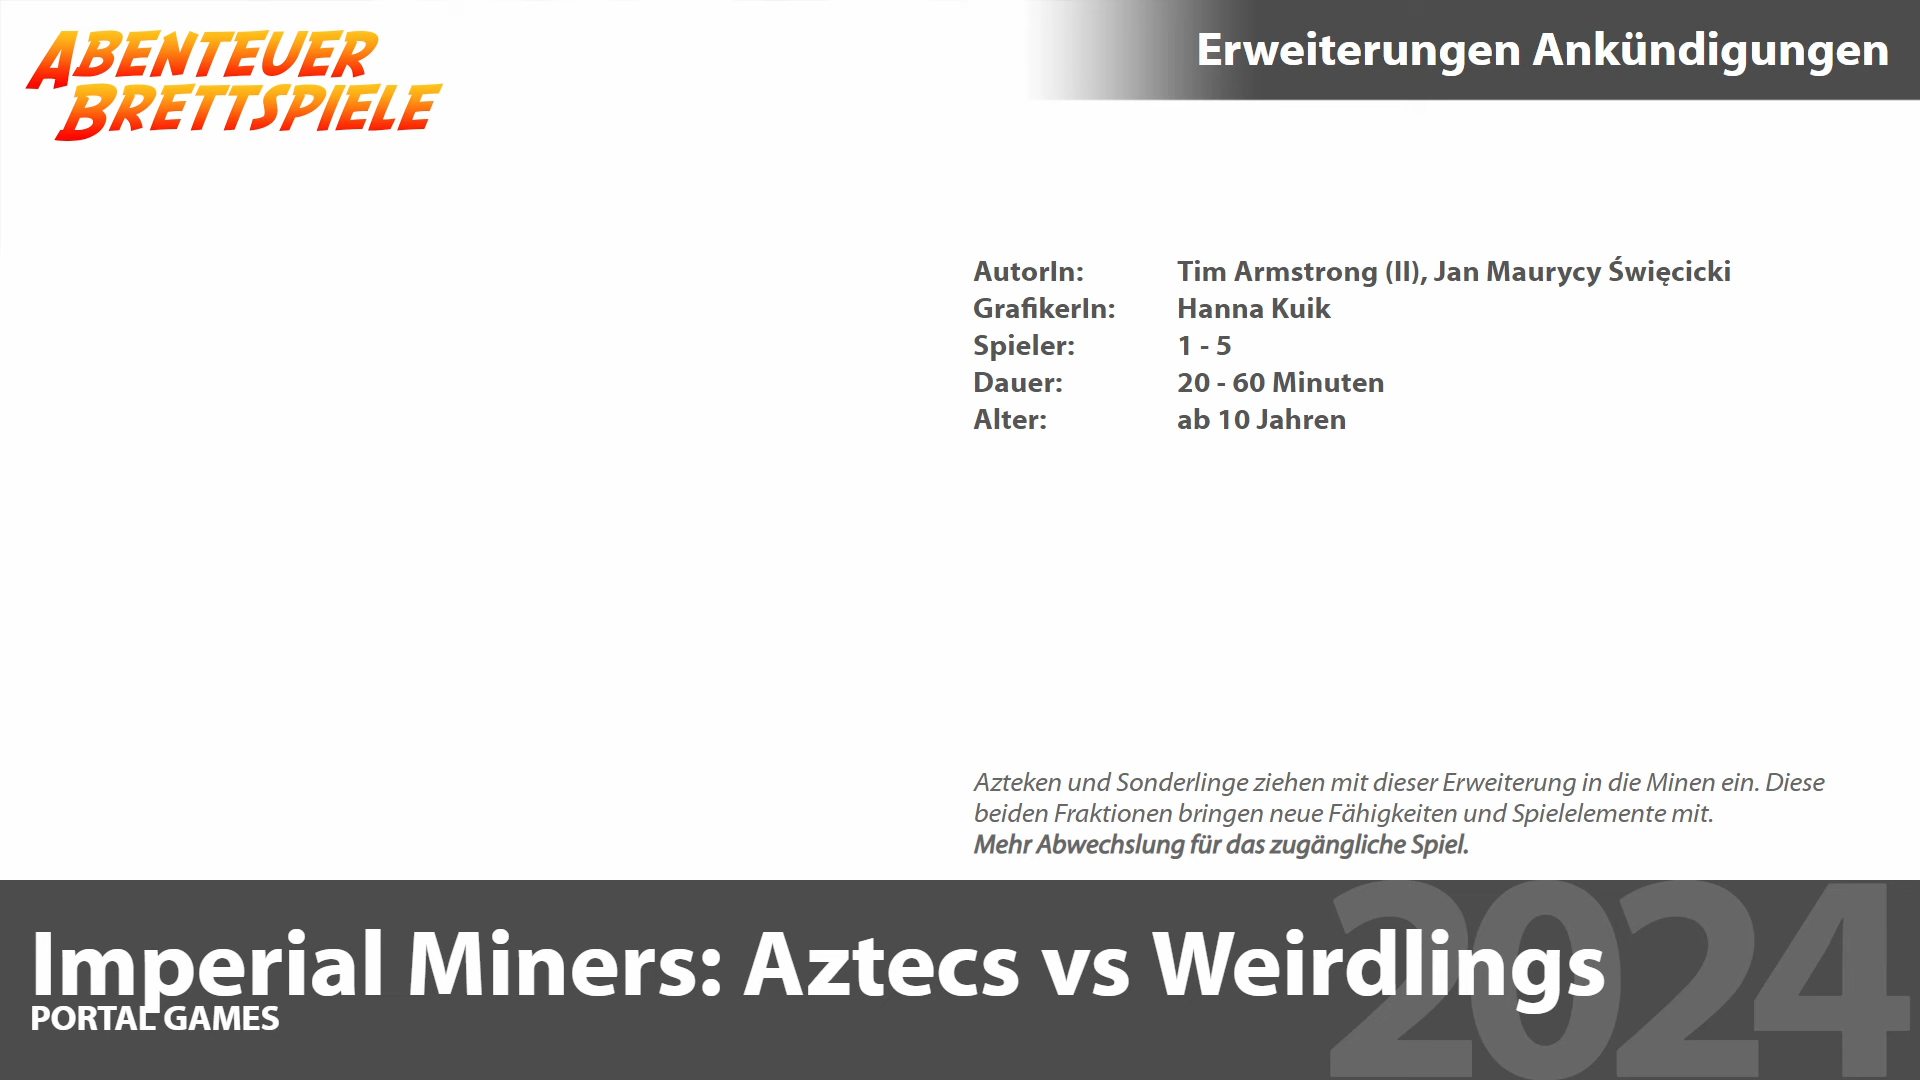 ABENTEUER
BRETTSPIELE
Erweiterungen Ankündigungen
AutorIn: Tim Armstrong (II), Jan Maurycy Święcicki
GrafikerIn: Hanna Kuik
Spieler: 1 - 5
Dauer: 20 - 60 Minuten
Alter: ab 10 Jahren
Azteken und Sonderlinge ziehen mit dieser Erweiterung in die Minen ein. Diese
beiden Fraktionen bringen neue Fähigkeiten und Spielelemente mit.
Mehr Abwechslung für das zugängliche Spiel.
Imperial Miners: Aztecs vs Weirdlings
PORTAL GAMES
2024